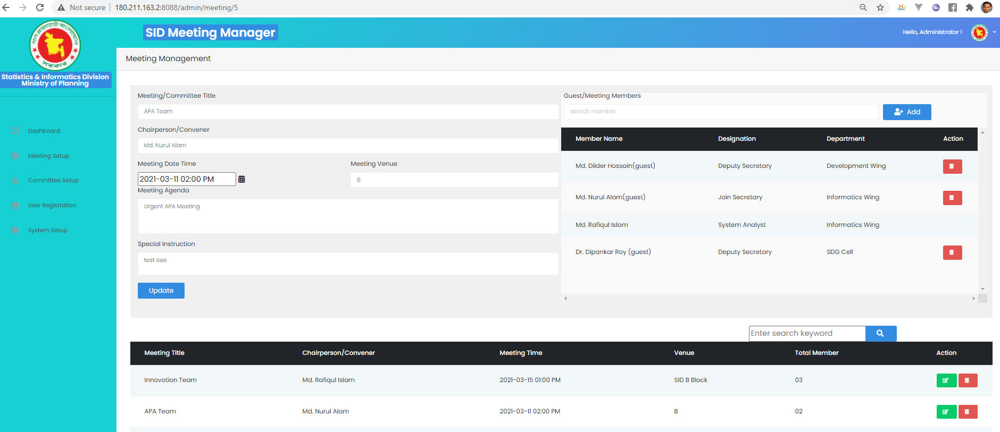 Not secure | 180.211.163.2:8088/admin/meeting/5
গণপ্রজাতন্ত্রী বাংলাদেশ
সরকার
Statistics & Informatics Division
Ministry of Planning
SID Meeting Manager
Hello, Administrator !
Meeting Management
Dashboard
Meeting Setup
Committee Setup
User Registration
System Setup
Meeting/Committee Title
APA Team
Chairperson/Convener
Md. Nurul Alam
Meeting Date Time
Meeting Venue
2021-03-11 02:00 PM
B
Meeting Agenda
Urgent APA Meeting
Special Instruction
test eee
Update
Guest/Meeting Members
search member
Add
Member Name Designation Department Action
Md. Dilder Hossain(guest) Deputy Secretary Development Wing
Md. Nurul Alam(guest) Join Secretary Informatics Wing
Md. Rafiqul Islam System Analyst Informatics Wing
Dr. Dipankar Roy (guest) Deputy Secretary SDG Cell
Enter search keyword
Meeting Title Chairperson/Convener Meeting Time Venue Total Member Action
Innovation Team Md. Rafiqul Islam 2021-03-15 01:00 PM SID B Block 03
APA Team Md. Nurul Alam 2021-03-11 02:00 PM B 02